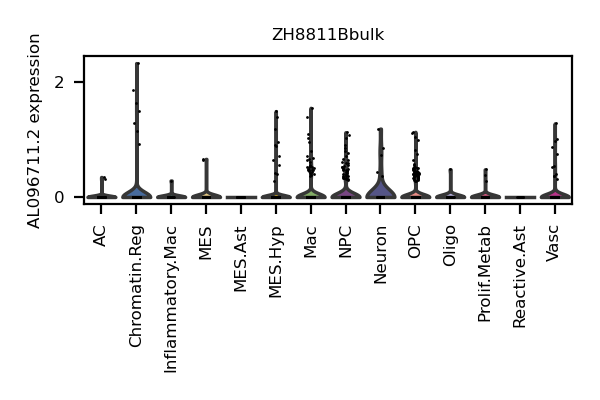 ZH8811Bbulk
AL096711.2 expression
2
0
AC
Chromatin.Reg
Inflammatory.Mac
MES
MES.Ast
MES.Hyp
Mac
NPC
Neuron
OPC
Oligo
Prolif.Metab
Reactive.Ast
Vasc